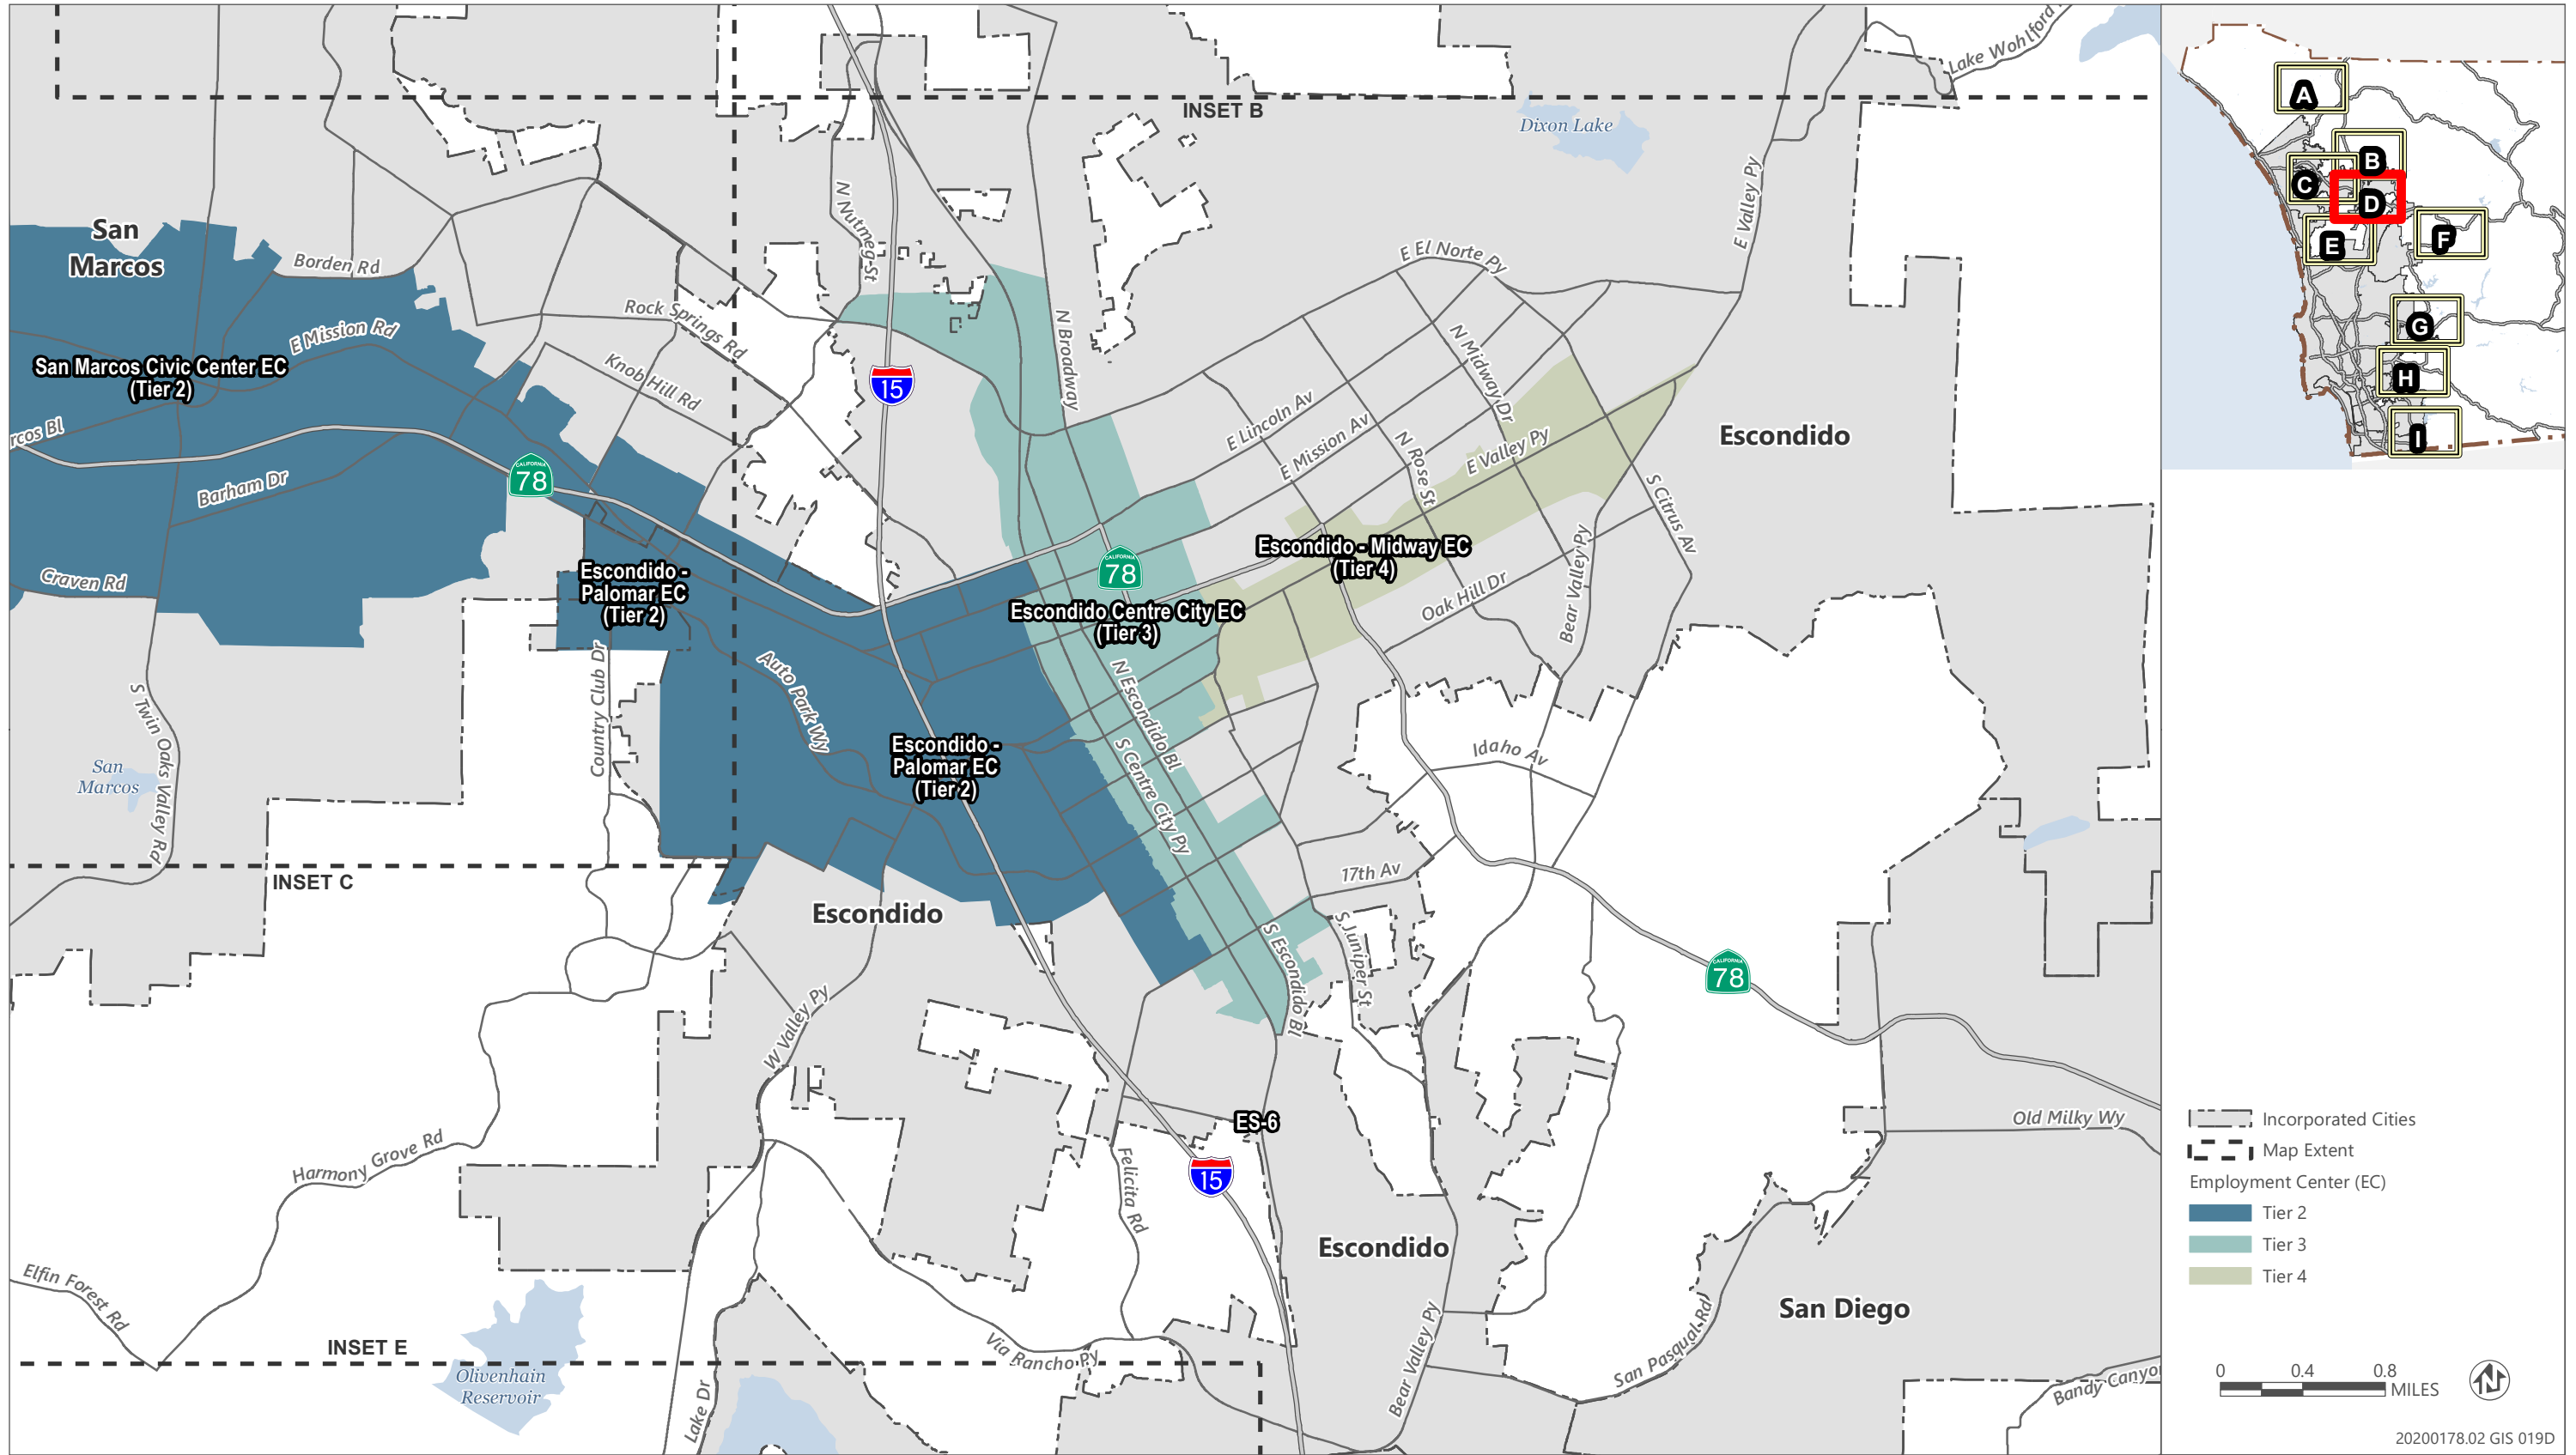 INSET B
Lake Wohlford
Dixon Lake
San
Marcos
Borden Rd
N Nutmeg St
E Valley Py
E El Norte Py
Rock Springs Rd
E Mission Rd
N Broadway
San Marcos Civic Center EC
(Tier 2)
Knob Hill Rd
15
N Midway Dr
E Lincoln Av
E Mission Av
rcos Bl
N Rose St
E Valley Py
Escondido
Barham Dr
CALIFORNIA
78
S Citrus Av
Craven Rd
Escondido -
Palomar EC
(Tier 2)
CALIFORNIA
78
Escondido - Midway EC
(Tier 4)
Bear Valley Py
Oak Hill Dr
Escondido Centre City EC
(Tier 3)
Country Club Dr
Auto Park Wy
N Escondido Bl
S Twin Oaks Valley Rd
Escondido -
Palomar EC
(Tier 2)
S Centre City Py
Idaho Av
San
Marcos
INSET C
17th Av
Escondido
S Escondido Bl
S Juniper St
CALIFORNIA
78
W Valley Py
ES-6
Old Milky Wy
Harmony Grove Rd
Felicita Rd
15
Escondido
Elfin Forest Rd
San Diego
INSET E
Via Rancho Py
Bear Valley Py
San Pasqual Rd
Olivenhain
Reservoir
Lake Dr
Bandy Canyo
A
B
C
D
E
F
G
H
I
Incorporated Cities
Map Extent
Employment Center (EC)
Tier 2
Tier 3
Tier 4
0 0.4 0.8
MILES
N
20200178.02 GIS 019D